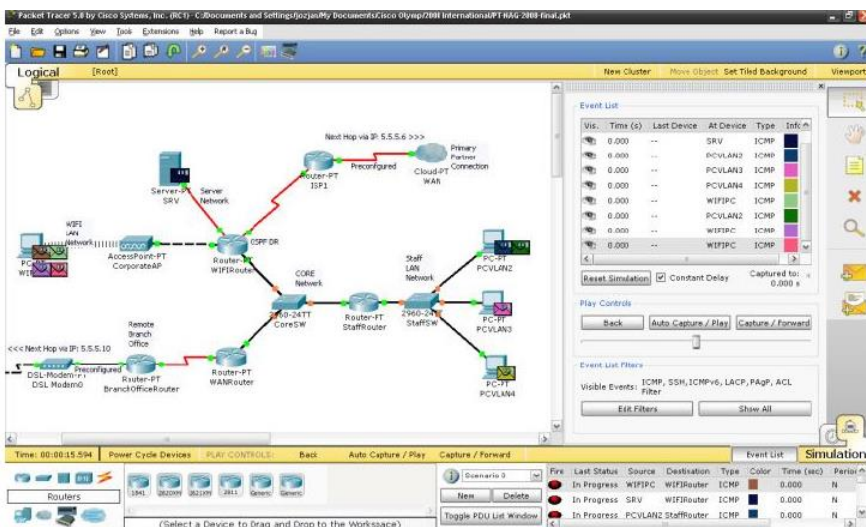 Packet Tracer 5.0 by Cisco Systems, Inc. (RC1) - C:/Documents and Settings/jozjan/My Documents/Cisco Olymp/2008 International/PT-NAG-2008-final.pkt
File Edit Options View Tools Extensions Help Report a Bug
Logical [Root] New Cluster Move Object Set Tiled Background Viewport
Next Hop via IP: 5.5.5.6 >>>
Preconfigured
Primary
Partner
Connection
Router-PT
ISP1
Cloud-PT
WAN
Server-PT
SRV
Server
Network
WIFI
LAN
Network
AccessPoint-PT
CorporateAP
OSPF DR
Router-PT
WIFIRouter
CORE
Network
2960-24TT
CoreSW
Router-PT
StaffRouter
Staff
LAN
Network
StaffSW
PC-PT
PCVLAN2
PC-PT
PCVLAN3
PC-PT
PCVLAN4
Remote
Branch
Office
<<< Next Hop via IP: 5.5.5.10
Preconfigured
DSL Modem0
Router-PT
BranchOfficeRouter
Router-PT
WANRouter
Event List
Vis. Time (s) Last Device At Device Type Info
0.000 -- SRV ICMP
0.000 -- PCVLAN2 ICMP
0.000 -- PCVLAN3 ICMP
0.000 -- PCVLAN4 ICMP
0.000 -- WIFIPC ICMP
0.000 -- PCVLAN2 ICMP
0.000 -- WIFIPC ICMP
0.000 -- WIFIPC ICMP
Reset Simulation Constant Delay Captured to:
0.000 s
Play Controls
Back Auto Capture / Play Capture / Forward
Event List Filters
Visible Events: ICMP, SSH, ICMPv6, LACP, PAgP, ACL
Filter
Edit Filters Show All
Time: 00:00:15.594 Power Cycle Devices PLAY CONTROLS: Back Auto Capture / Play Capture / Forward Event List Simulation
Routers
1841 2620XM 2621XM 2811 Generic Generic
(Select a Device to Drag and Drop to the Workspace)
Scenario 0
New Delete
Toggle PDU List Window
Fire Last Status Source Destination Type Color Time (sec) Periodic
In Progress WIFIPC WIFIRouter ICMP 0.000 N
In Progress SRV WIFIRouter ICMP 0.000 N
In Progress PCVLAN2 StaffRouter ICMP 0.000 N